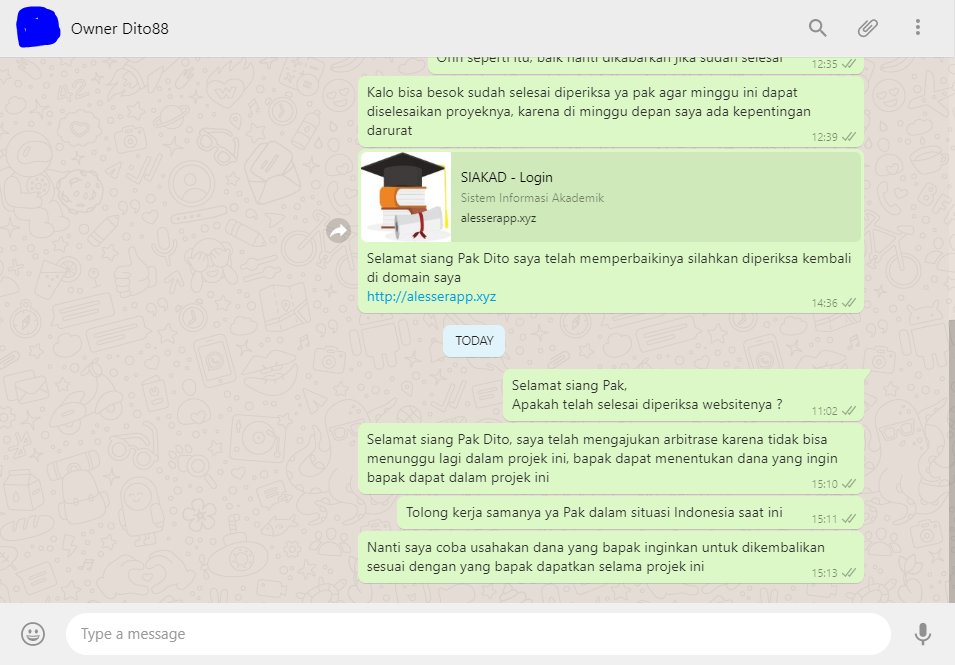 Owner Dito88
seperti itu, baik nanti dikabarkan jika sudah selesai
12:35
Kalo bisa besok sudah selesai diperiksa ya pak agar minggu ini dapat
diselesaikan proyeknya, karena di minggu depan saya ada kepentingan
darurat
12:39
SIAKAD - Login
Sistem Informasi Akademik
alesserapp.xyz
Selamat siang Pak Dito saya telah memperbaikinya silahkan diperiksa kembali
di domain saya
http://alesserapp.xyz
14:36
TODAY
Selamat siang Pak,
Apakah telah selesai diperiksa websitenya ?
11:02
Selamat siang Pak Dito, saya telah mengajukan arbitrase karena tidak bisa
menunggu lagi dalam projek ini, bapak dapat menentukan dana yang ingin
bapak dapat dalam projek ini
15:10
Tolong kerja samanya ya Pak dalam situasi Indonesia saat ini
15:11
Nanti saya coba usahakan dana yang bapak inginkan untuk dikembalikan
sesuai dengan yang bapak dapatkan selama projek ini
15:13
Type a message